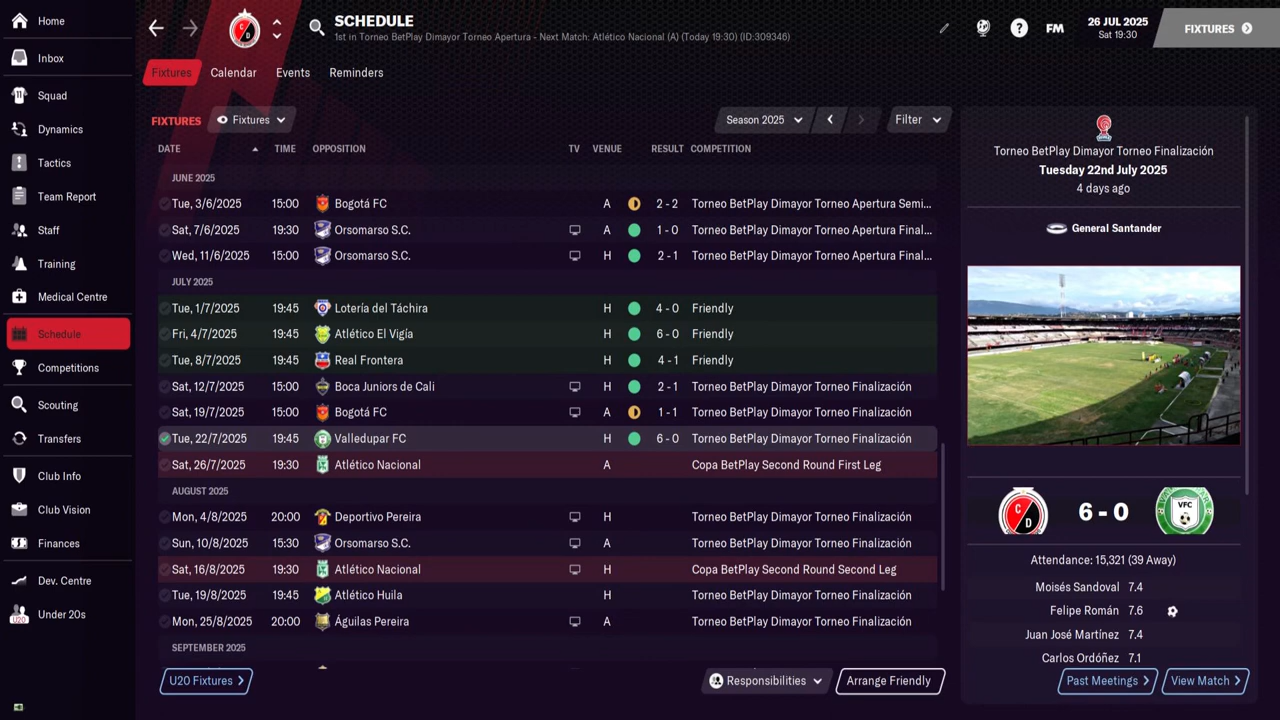 Home
Inbox
Squad
Dynamics
Tactics
Team Report
Staff
Training
Medical Centre
Schedule
Competitions
Scouting
Transfers
Club Info
Club Vision
Finances
Dev. Centre
Under 20s
SCHEDULE
1st in Torneo BetPlay Dimayor Torneo Apertura - Next Match: Atlético Nacional (A) (Today 19:30) (ID:309346)
FM
26 JUL 2025
Sat 19:30
FIXTURES
Fixtures Calendar Events Reminders
FIXTURES Fixtures Season 2025 Filter
DATE TIME OPPOSITION TV VENUE RESULT COMPETITION
JUNE 2025
Tue, 3/6/2025 15:00 Bogotá FC A 2 - 2 Torneo BetPlay Dimayor Torneo Apertura Semi...
Sat, 7/6/2025 19:30 Orsomarso S.C. A 1 - 0 Torneo BetPlay Dimayor Torneo Apertura Final...
Wed, 11/6/2025 15:00 Orsomarso S.C. H 2 - 1 Torneo BetPlay Dimayor Torneo Apertura Final...
JULY 2025
Tue, 1/7/2025 19:45 Lotería del Táchira H 4 - 0 Friendly
Fri, 4/7/2025 19:45 Atlético El Vigía H 6 - 0 Friendly
Tue, 8/7/2025 19:45 Real Frontera H 4 - 1 Friendly
Sat, 12/7/2025 15:00 Boca Juniors de Cali H 2 - 1 Torneo BetPlay Dimayor Torneo Finalización
Sat, 19/7/2025 15:00 Bogotá FC A 1 - 1 Torneo BetPlay Dimayor Torneo Finalización
Tue, 22/7/2025 19:45 Valledupar FC H 6 - 0 Torneo BetPlay Dimayor Torneo Finalización
Sat, 26/7/2025 19:30 Atlético Nacional A Copa BetPlay Second Round First Leg
AUGUST 2025
Mon, 4/8/2025 20:00 Deportivo Pereira H Torneo BetPlay Dimayor Torneo Finalización
Sun, 10/8/2025 15:30 Orsomarso S.C. A Torneo BetPlay Dimayor Torneo Finalización
Sat, 16/8/2025 19:30 Atlético Nacional H Copa BetPlay Second Round Second Leg
Tue, 19/8/2025 19:45 Atlético Huila H Torneo BetPlay Dimayor Torneo Finalización
Mon, 25/8/2025 20:00 Águilas Pereira A Torneo BetPlay Dimayor Torneo Finalización
SEPTEMBER 2025
U20 Fixtures Responsibilities Arrange Friendly
Torneo BetPlay Dimayor Torneo Finalización
Tuesday 22nd July 2025
4 days ago
General Santander
C D 6 - 0 VFC
Attendance: 15,321 (39 Away)
Moisés Sandoval 7.4
Felipe Román 7.6
Juan José Martínez 7.4
Carlos Ordóñez 7.1
Past Meetings View Match